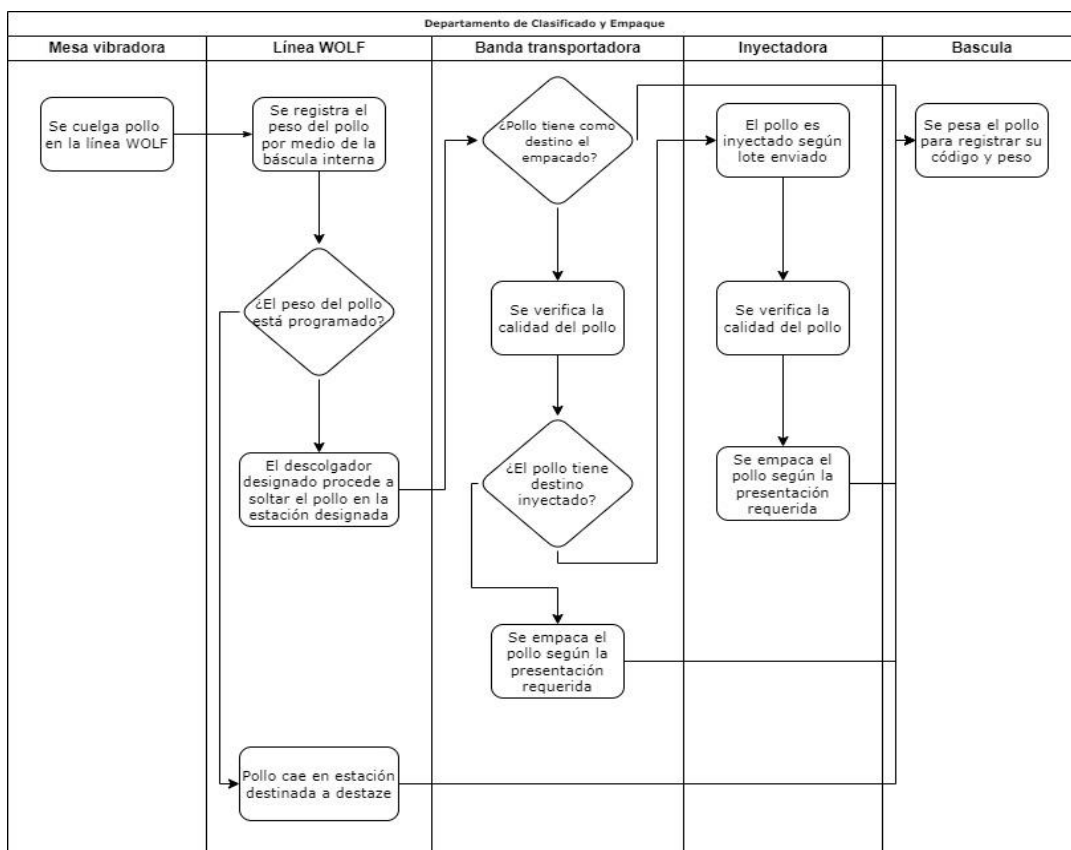 Departamento de Clasificado y Empaque
Mesa vibradora
Línea WOLF
Banda transportadora
Inyectadora
Bascula
Se cuelga pollo
en la línea WOLF
Se registra el
peso del pollo
por medio de la
báscula interna
¿El peso del pollo
está programado?
El descolgador
designado procede a
soltar el pollo en la
estación designada
Pollo cae en estación
destinada a destaze
¿Pollo tiene como
destino el
empacado?
Se verifica la
calidad del pollo
¿El pollo tiene
destino
inyectado?
Se empaca el
pollo según la
presentación
requerida
El pollo es
inyectado según
lote enviado
Se verifica la
calidad del pollo
Se empaca el
pollo según la
presentación
requerida
Se pesa el pollo
para registrar su
código y peso